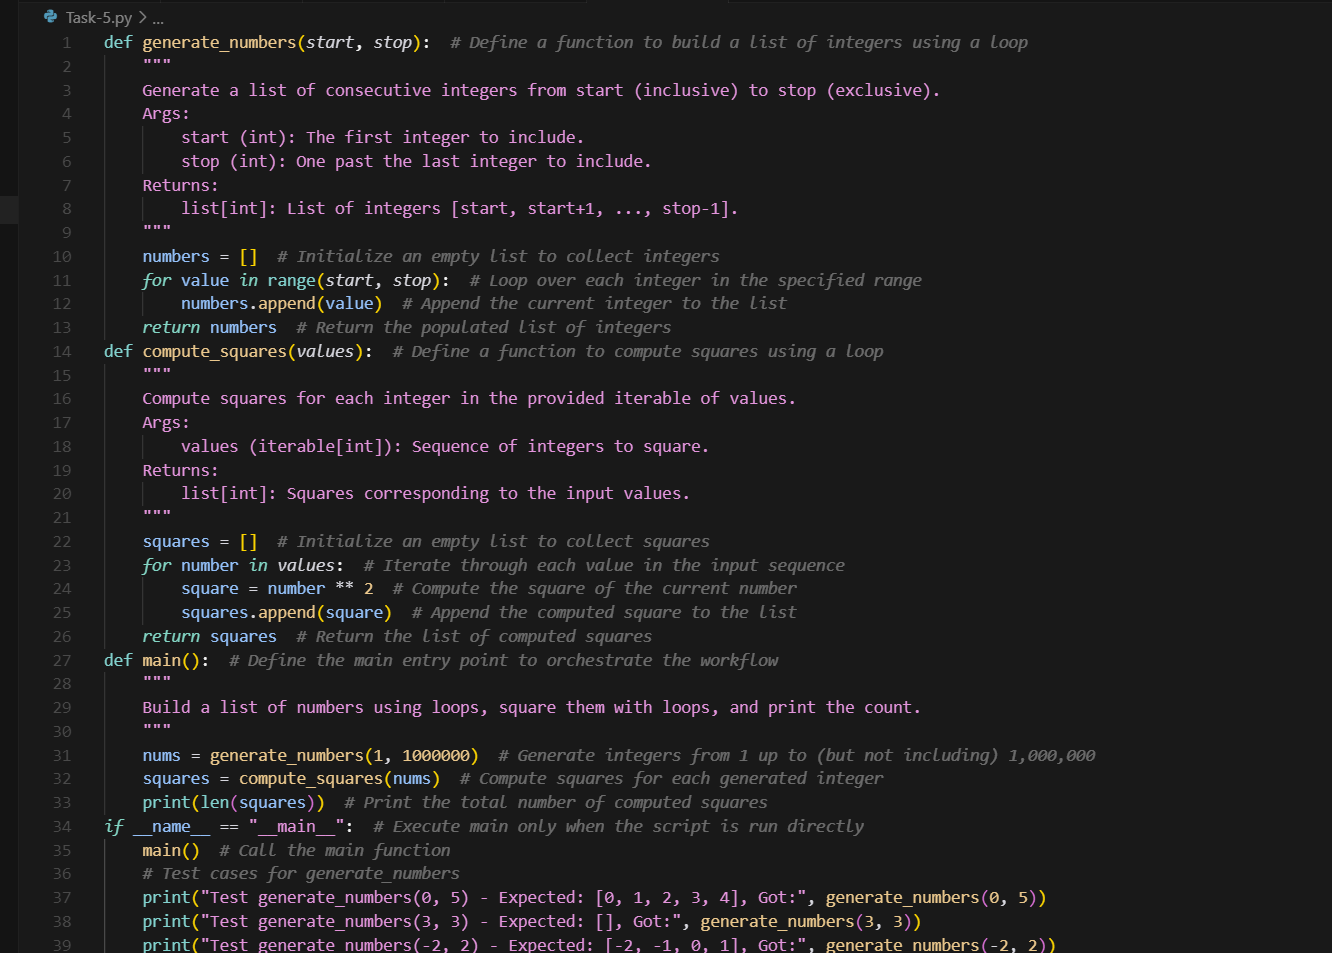 Task-5.py > ...
1 def generate_numbers(start, stop):  # Define a function to build a list of integers using a loop
2     """
3     Generate a list of consecutive integers from start (inclusive) to stop (exclusive).
4     Args:
5         start (int): The first integer to include.
6         stop (int): One past the last integer to include.
7     Returns:
8         list[int]: List of integers [start, start+1, ..., stop-1].
9     """
10     numbers = []  # Initialize an empty list to collect integers
11     for value in range(start, stop):  # Loop over each integer in the specified range
12         numbers.append(value)  # Append the current integer to the list
13     return numbers  # Return the populated list of integers
14 def compute_squares(values):  # Define a function to compute squares using a loop
15     """
16     Compute squares for each integer in the provided iterable of values.
17     Args:
18         values (iterable[int]): Sequence of integers to square.
19     Returns:
20         list[int]: Squares corresponding to the input values.
21     """
22     squares = []  # Initialize an empty list to collect squares
23     for number in values:  # Iterate through each value in the input sequence
24         square = number ** 2  # Compute the square of the current number
25         squares.append(square)  # Append the computed square to the list
26     return squares  # Return the list of computed squares
27 def main():  # Define the main entry point to orchestrate the workflow
28     """
29     Build a list of numbers using loops, square them with loops, and print the count.
30     """
31     nums = generate_numbers(1, 1000000)  # Generate integers from 1 up to (but not including) 1,000,000
32     squares = compute_squares(nums)  # Compute squares for each generated integer
33     print(len(squares))  # Print the total number of computed squares
34 if __name__ == "__main__":  # Execute main only when the script is run directly
35     main()  # Call the main function
36     # Test cases for generate_numbers
37     print("Test generate_numbers(0, 5) - Expected: [0, 1, 2, 3, 4], Got:", generate_numbers(0, 5))
38     print("Test generate_numbers(3, 3) - Expected: [], Got:", generate_numbers(3, 3))
39     print("Test generate_numbers(-2, 2) - Expected: [-2, -1, 0, 1], Got:", generate_numbers(-2, 2))